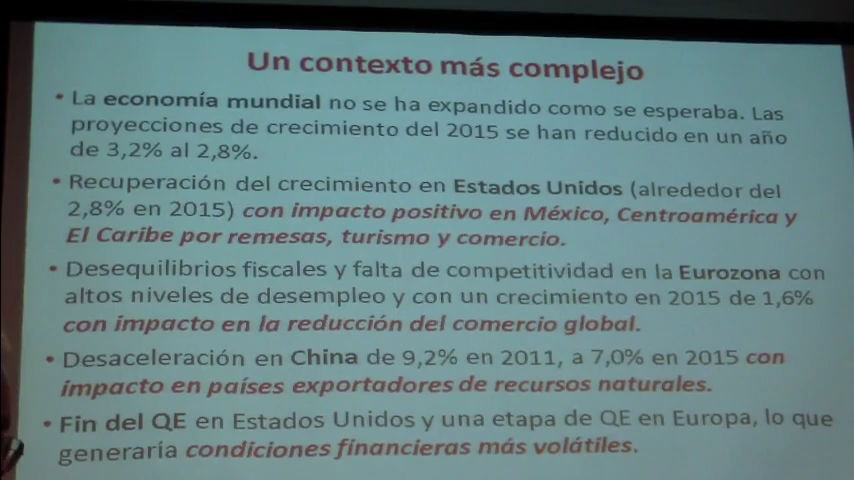 Un contexto más complejo
• La economía mundial no se ha expandido como se esperaba. Las
proyecciones de crecimiento del 2015 se han reducido en un año
de 3,2% al 2,8%.
• Recuperación del crecimiento en Estados Unidos (alrededor del
2,8% en 2015) con impacto positivo en México, Centroamérica y
El Caribe por remesas, turismo y comercio.
• Desequilibrios fiscales y falta de competitividad en la Eurozona con
altos niveles de desempleo y con un crecimiento en 2015 de 1,6%
con impacto en la reducción del comercio global.
• Desaceleración en China de 9,2% en 2011, a 7,0% en 2015 con
impacto en países exportadores de recursos naturales.
• Fin del QE en Estados Unidos y una etapa de QE en Europa, lo que
generaría condiciones financieras más volátiles.